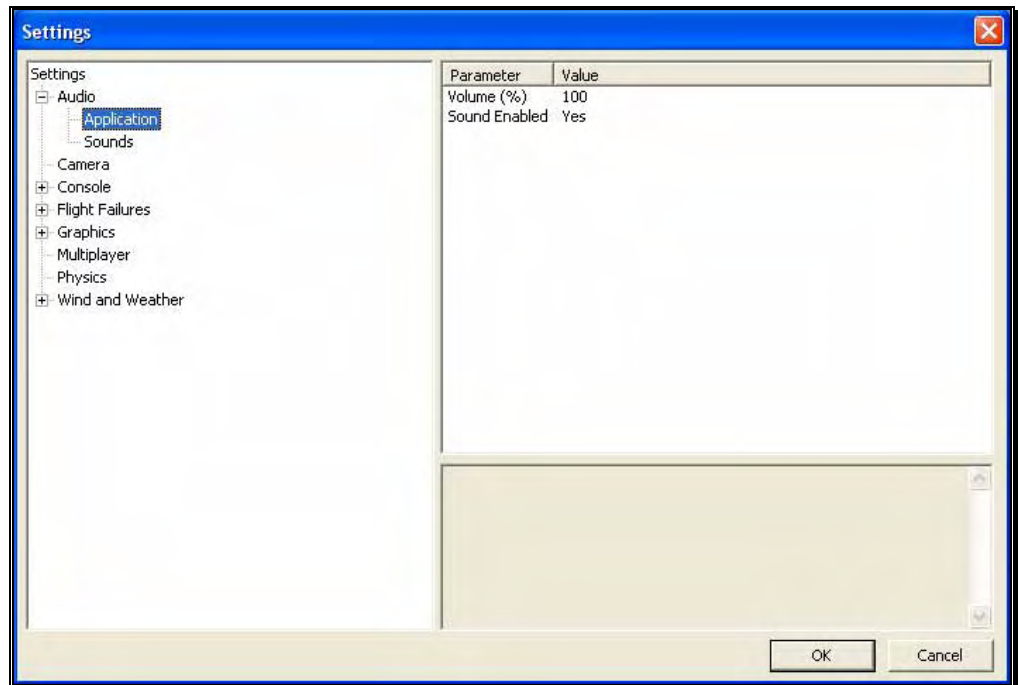 Settings
Settings
Audio
Application
Sounds
Camera
Console
Flight Failures
Graphics
Multiplayer
Physics
Wind and Weather
Parameter Value
Volume (%) 100
Sound Enabled Yes
OK Cancel